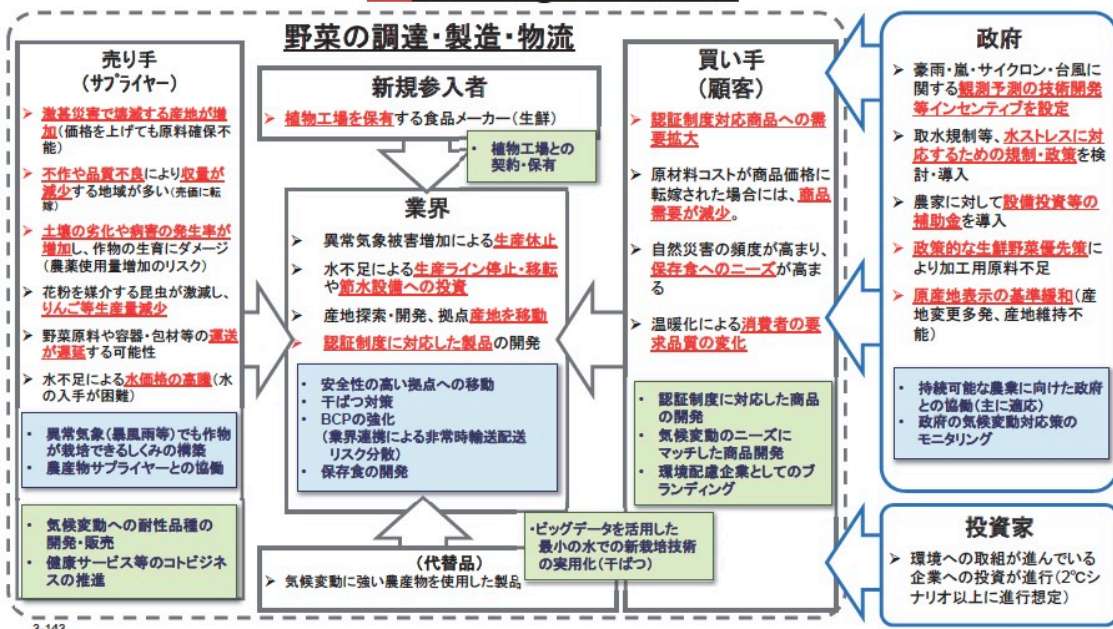 野菜の調達・製造・物流
売り手
(サプライヤー)
➢ 激甚災害で壊滅する産地が増
加(価格を上げても原料確保不
能)
➢ 不作や品質不良により収量が
減少する地域が多い(売価に転
嫁)
➢ 土壌の劣化や病害の発生率が
増加し、作物の生育にダメージ
(農薬使用量増加のリスク)
➢ 花粉を媒介する昆虫が激減し、
りんご等生産量減少
➢ 野菜原料や容器・包材等の運送
が遅延する可能性
➢ 水不足による水価格の高騰(水
の入手が困難)
・ 異常気象(暴風雨等)でも作物
が栽培できるしくみの構築
・ 農産物サプライヤーとの協働
・ 気候変動への耐性品種の
開発・販売
・ 健康サービス等のコトビジネ
スの推進
新規参入者
➢ 植物工場を保有する食品メーカー(生鮮)
・ 植物工場との
契約・保有
業界
➢ 異常気象被害増加による生産休止
➢ 水不足による生産ライン停止・移転
や節水設備への投資
➢ 産地探索・開発、拠点産地を移動
➢ 認証制度に対応した製品の開発
・ 安全性の高い拠点への移動
・ 干ばつ対策
・ BCPの強化
(業界連携による非常時輸送配送
リスク分散)
・ 保存食の開発
(代替品)
➢ 気候変動に強い農産物を使用した製品
・ビッグデータを活用した
最小の水での新栽培技術
の実用化(干ばつ)
買い手
(顧客)
➢ 認証制度対応商品への需
要拡大
➢ 原材料コストが商品価格に
転嫁された場合には、商品
需要が減少。
➢ 自然災害の頻度が高まり、
保存食へのニーズが高ま
る
➢ 温暖化による消費者の要
求品質の変化
・ 認証制度に対応した商品
の開発
・ 気候変動のニーズに
マッチした商品開発
・ 環境配慮企業としてのブ
ランディング
政府
➢ 豪雨・嵐・サイクロン・台風に
関する観測予測の技術開発
等インセンティブを設定
➢ 取水規制等、水ストレスに対
応するための規制・政策を検
討・導入
➢ 農家に対して設備投資等の
補助金を導入
➢ 政策的な生鮮野菜優先策に
より加工用原料不足
➢ 原産地表示の基準緩和(産
地変更多発、産地維持不
能)
・ 持続可能な農業に向けた政府
との協働(主に適応)
・ 政府の気候変動対応策の
モニタリング
投資家
➢ 環境への取組が進んでいる
企業への投資が進行(2℃シ
ナリオ以上に進行想定)
3-143